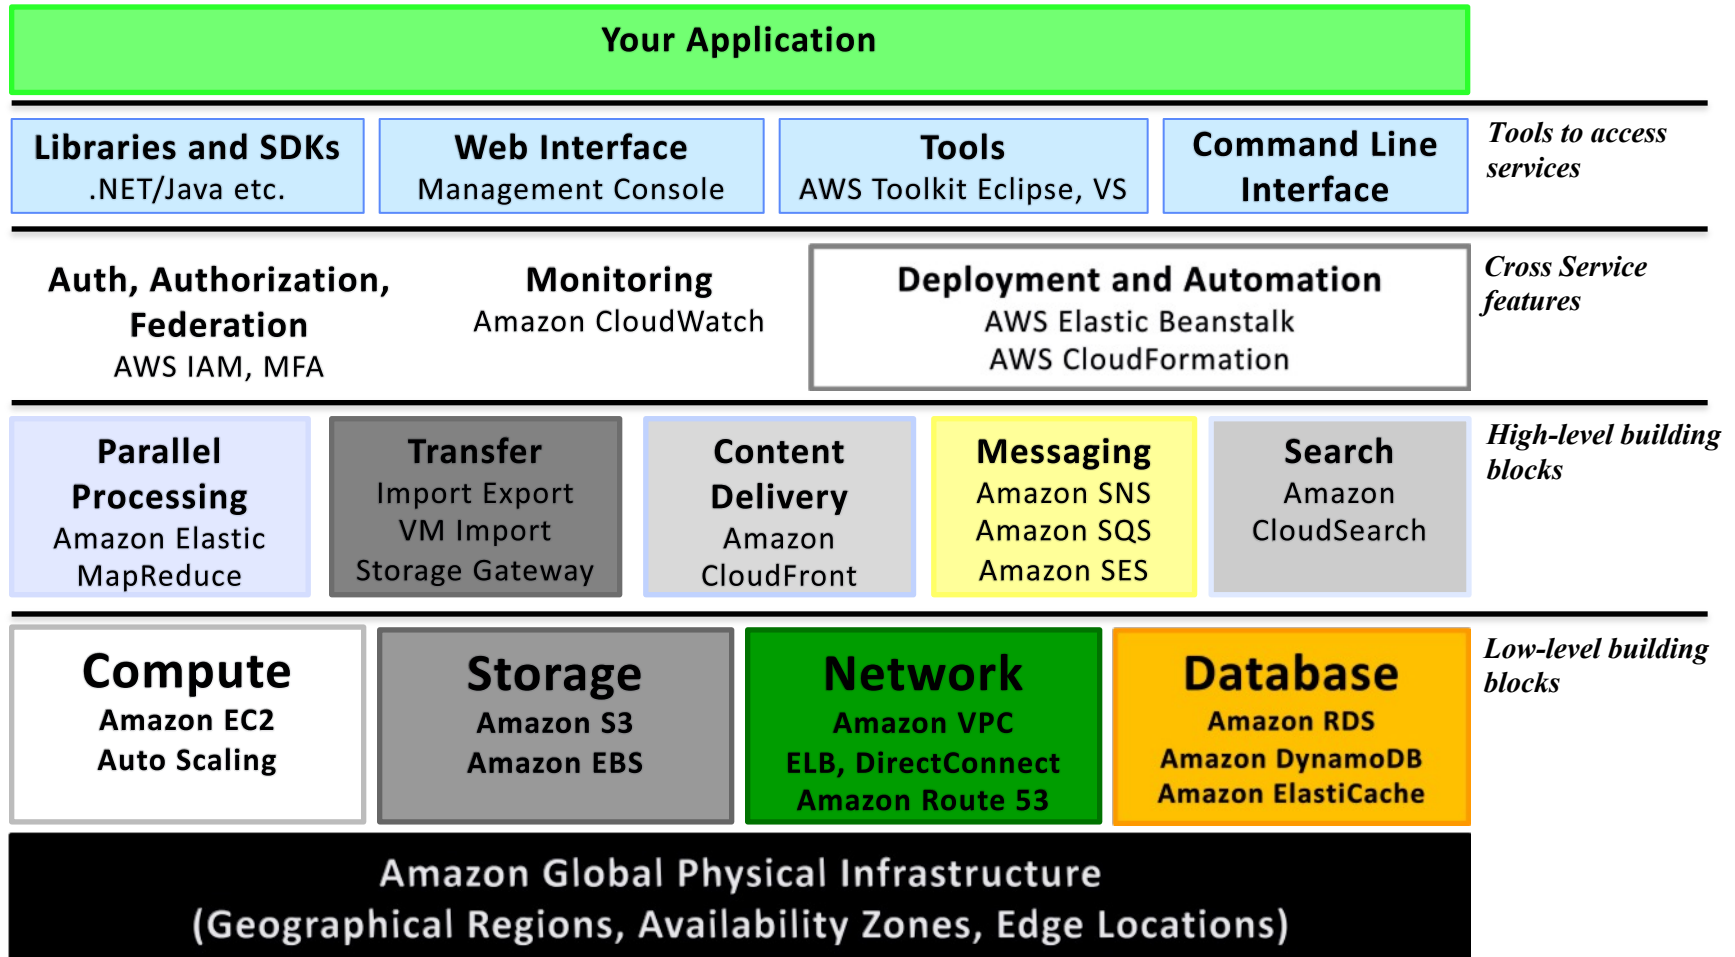 Your Application
Libraries and SDKs
.NET/Java etc.
Web Interface
Management Console
Tools
AWS Toolkit Eclipse, VS
Command Line
Interface
Tools to access
services
Auth, Authorization,
Federation
AWS IAM, MFA
Monitoring
Amazon CloudWatch
Deployment and Automation
AWS Elastic Beanstalk
AWS CloudFormation
Cross Service
features
Parallel
Processing
Amazon Elastic
MapReduce
Transfer
Import Export
VM Import
Storage Gateway
Content
Delivery
Amazon
CloudFront
Messaging
Amazon SNS
Amazon SQS
Amazon SES
Search
Amazon
CloudSearch
High-level building
blocks
Compute
Amazon EC2
Auto Scaling
Storage
Amazon S3
Amazon EBS
Network
Amazon VPC
ELB, DirectConnect
Amazon Route 53
Database
Amazon RDS
Amazon DynamoDB
Amazon ElastiCache
Low-level building
blocks
Amazon Global Physical Infrastructure
(Geographical Regions, Availability Zones, Edge Locations)